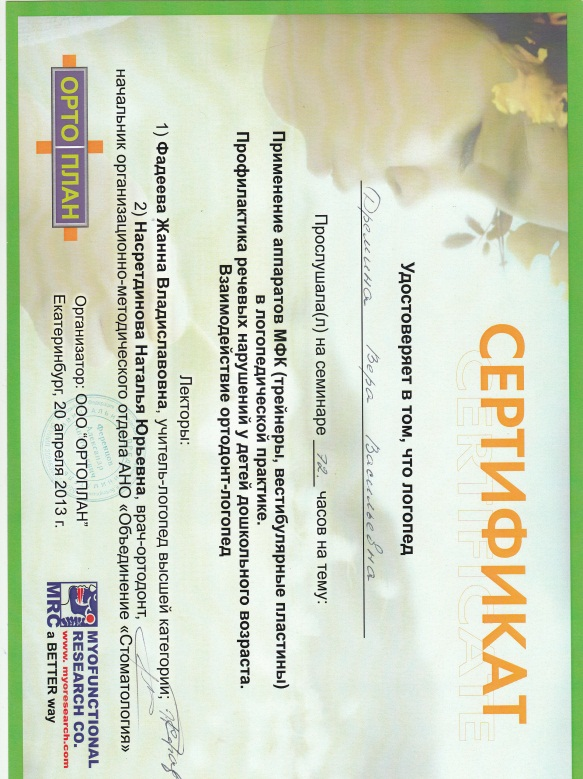 СЕРТИФИКАТ
CERTIFICATE
Удостоверяет в том, что логопед
Дремина Вера Васильевна
Прослушала(л) на семинаре 72. часов на тему:
Применение аппаратов МФК (трейнеры, вестибулярные пластины)
в логопедической практике.
Профилактика речевых нарушений у детей дошкольного возраста.
Взаимодействие ортодонт-логопед
Лекторы:
1) Фадеева Жанна Владиславовна, учитель-логопед высшей категории;
2) Насретдинова Наталья Юрьевна, врач-ортодонт,
начальник организационно-методического отдела АНО «Объединение «Стоматология»
ОРТО ПЛАН
Организатор: ООО "ОРТОПЛАН"
Екатеринбург, 20 апреля 2013 г.
MRC
MYOFUNCTIONAL
RESEARCH CO.
www. myoresearch.com
a BETTER way